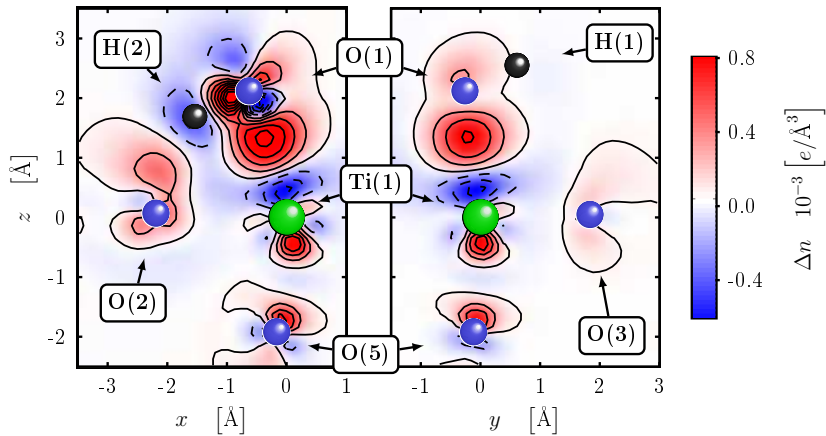 3
2
1
0
-1
-2
z [Å]
H(2)
O(1)
H(1)
Ti(1)
O(2)
O(5)
O(3)
-3 -2 -1 0 1
x [Å]
-1 0 1 2 3
y [Å]
0.8
0.4
0.0
-0.4
Δn 10⁻³ [e/Å³]